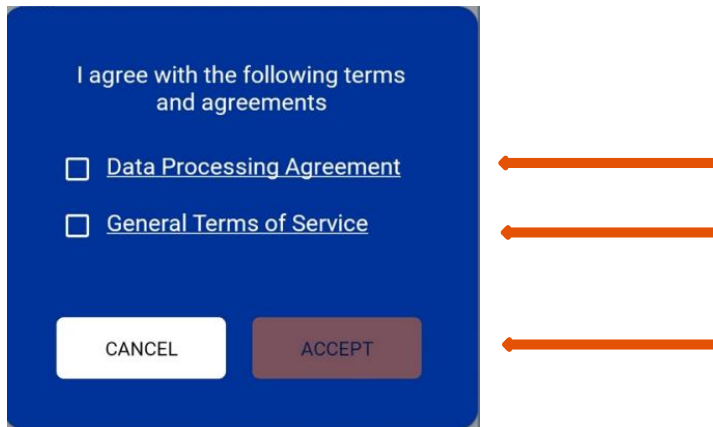 I agree with the following terms
and agreements
Data Processing Agreement
General Terms of Service
CANCEL ACCEPT